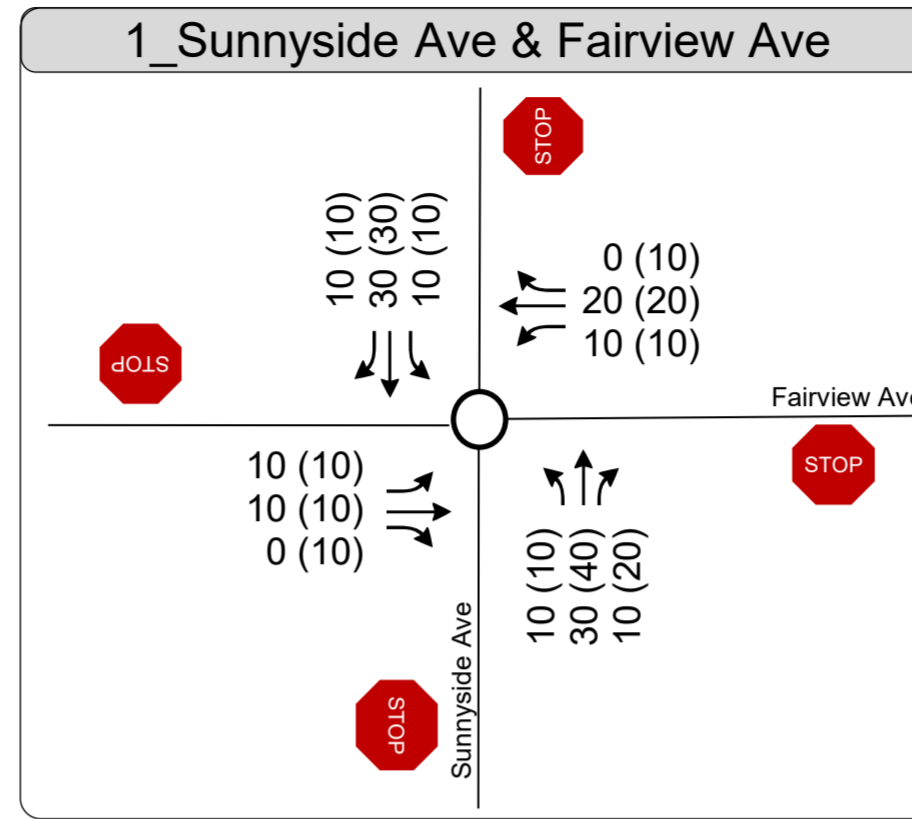 1_Sunnyside Ave & Fairview Ave
STOP
10 (10)
30 (30)
10 (10)
0 (10)
20 (20)
10 (10)
STOP
Fairview Ave
STOP
10 (10)
10 (10)
0 (10)
10 (10)
30 (40)
10 (20)
Sunnyside Ave
STOP